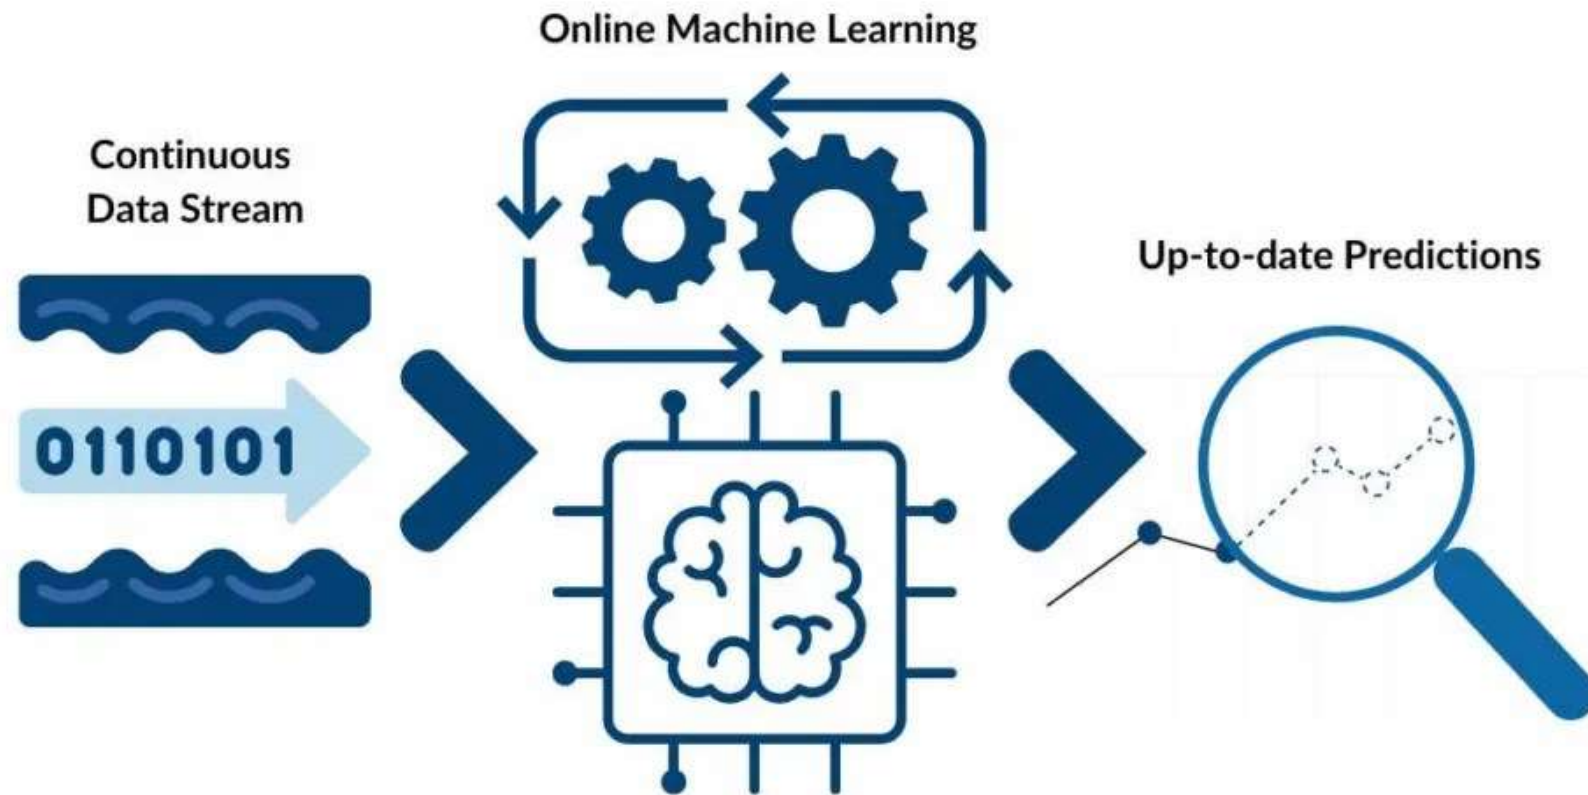 Online Machine Learning
Continuous
Data Stream
0110101
Up-to-date Predictions